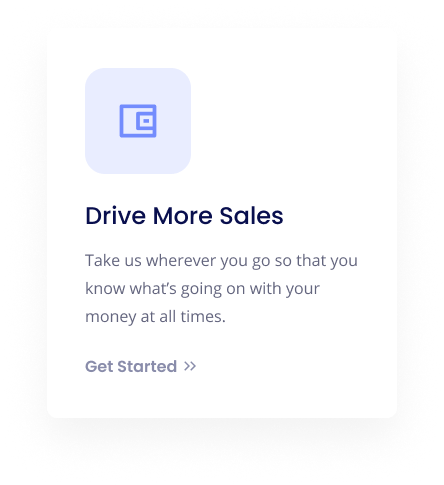 Drive More Sales
Take us wherever you go so that you
know what's going on with your
money at all times.
Get Started